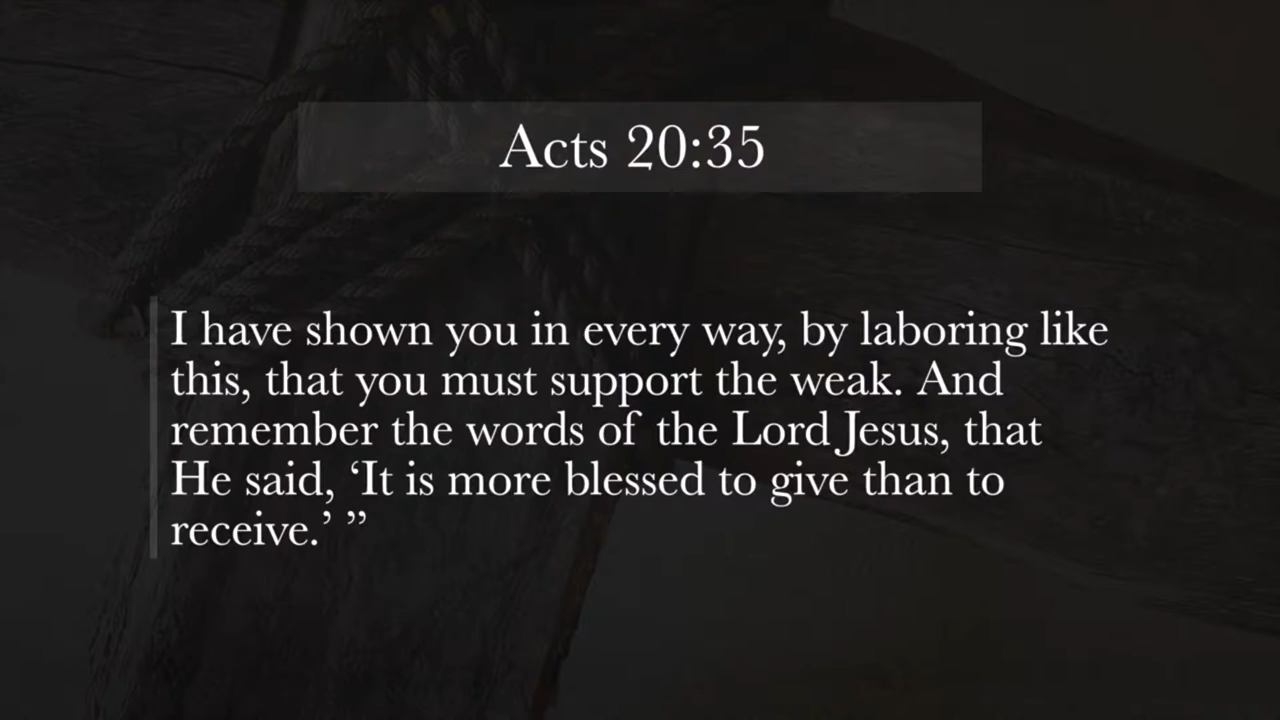 Acts 20:35
I have shown you in every way, by laboring like
this, that you must support the weak. And
remember the words of the Lord Jesus, that
He said, ‘It is more blessed to give than to
receive.’ ”